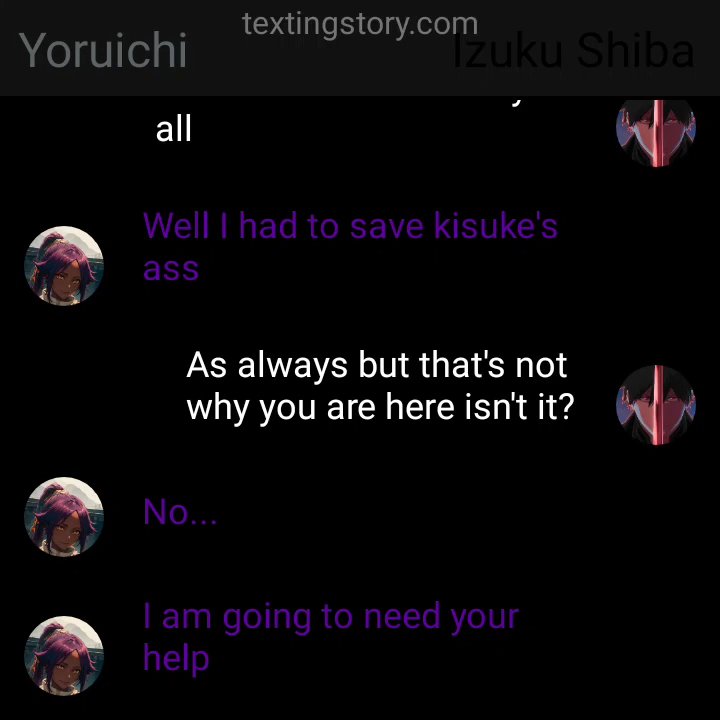 textingstory.com
Yoruichi
Izuku Shiba
all
Well I had to save kisuke's
ass
As always but that's not
why you are here isn't it?
No...
I am going to need your
help